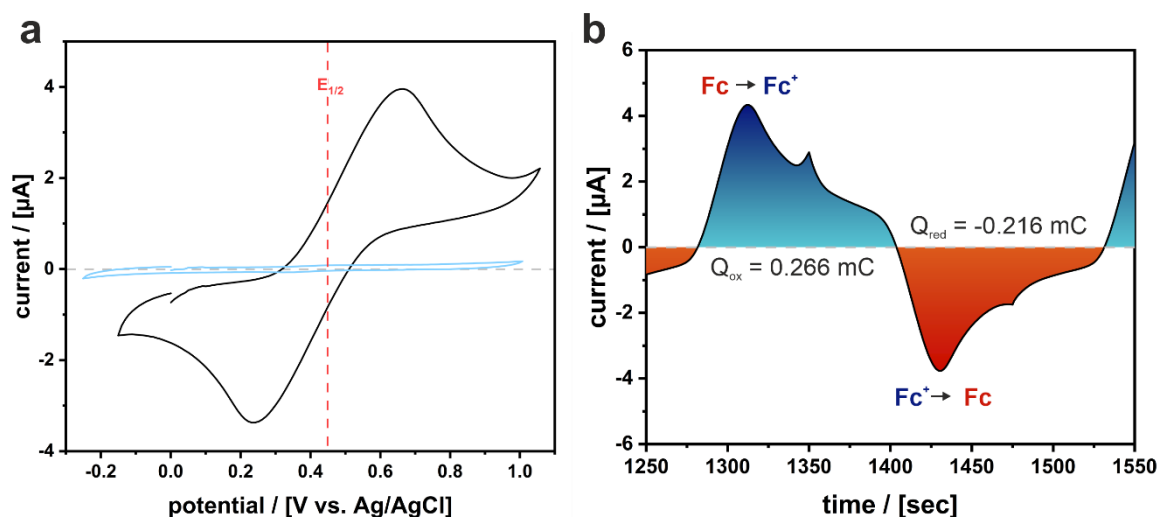 a
E1/2
4
2
0
-2
-4
current / [µA]
-0.2 0.0 0.2 0.4 0.6 0.8 1.0
potential / [V vs. Ag/AgCl]
b
6
4
2
0
-2
-4
-6
current / [µA]
Fc → Fc+
Qred = -0.216 mC
Qox = 0.266 mC
Fc+ → Fc
1250 1300 1350 1400 1450 1500 1550
time / [sec]